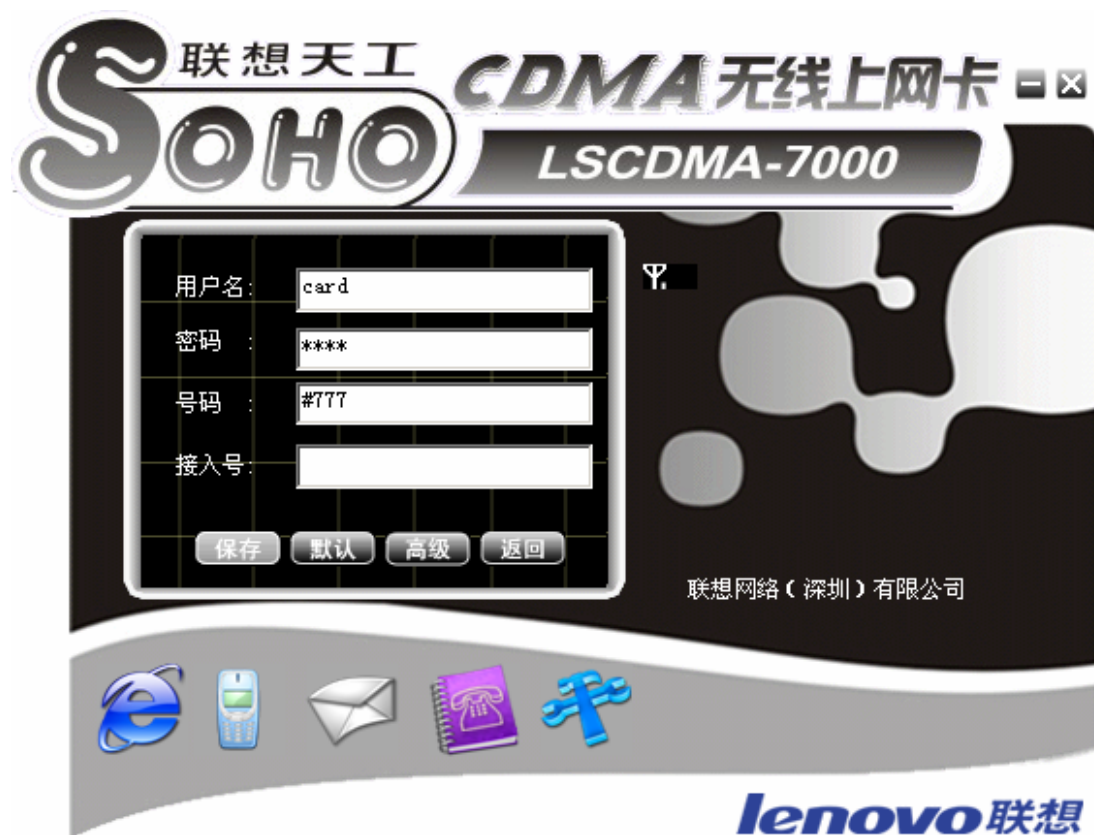 联想天工
SOHO
CDMA无线上网卡
LSCDMA-7000
用户名:
card
密码 :
****
号码 :
#777
接入号:
保存 默认 高级 返回
联想网络(深圳)有限公司
lenovo联想